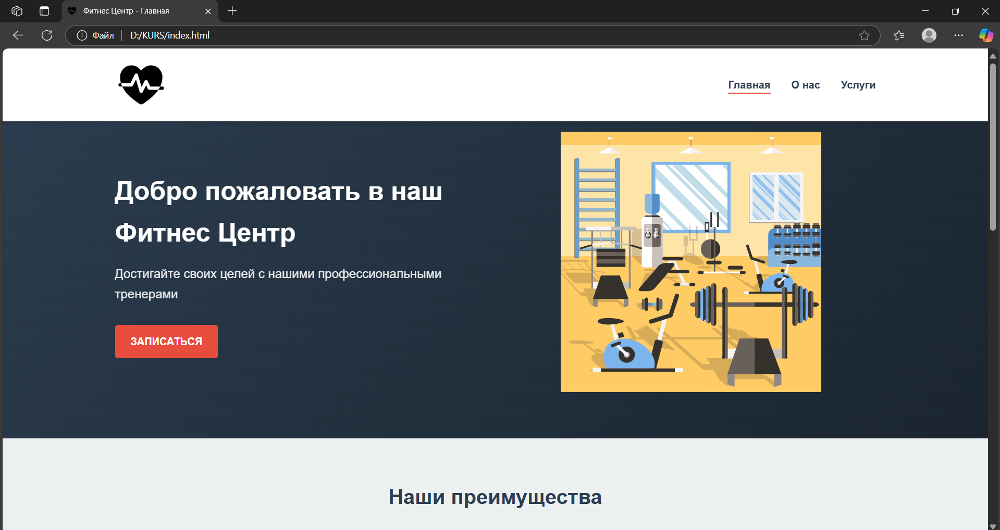 Фитнес Центр - Главная
Файл
D:/KURS/index.html
Главная
О нас
Услуги
Добро пожаловать в наш
Фитнес Центр
Достигайте своих целей с нашими профессиональными
тренерами
ЗАПИСАТЬСЯ
Наши преимущества